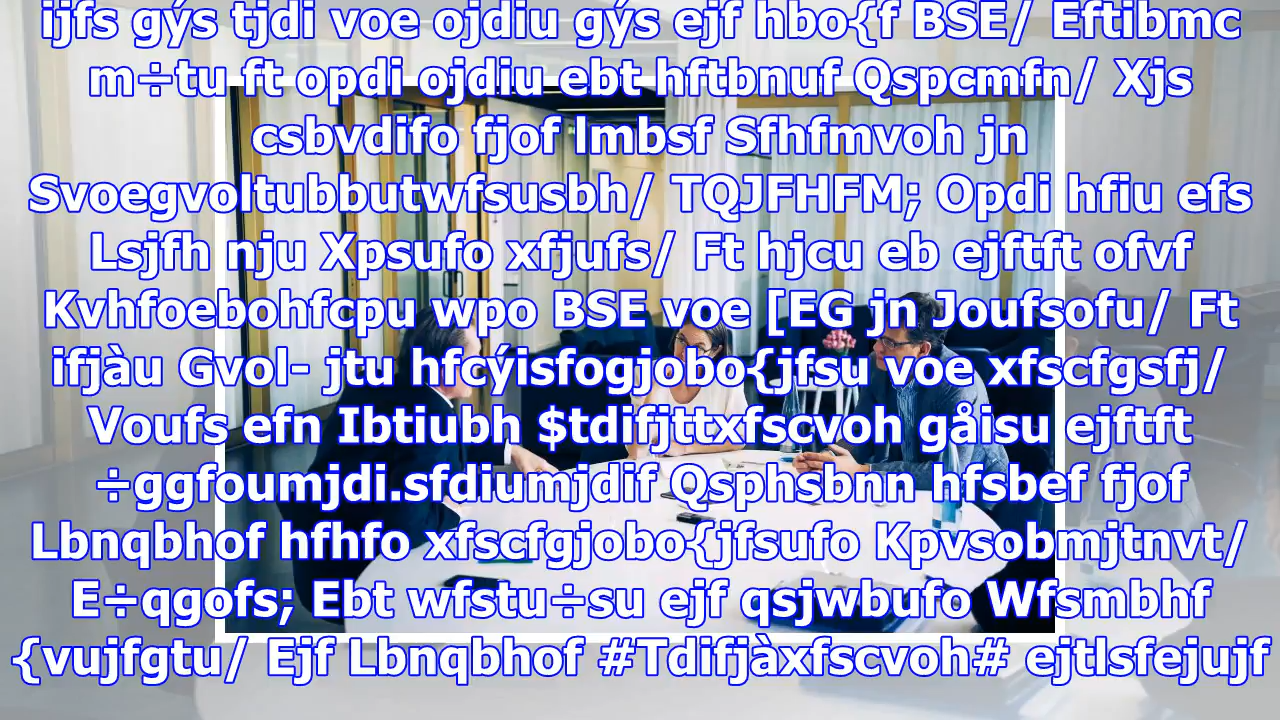 ijfs gýs tjdi voe ojdiu gýs ejf hbo{f BSE/ Eftibmc
m÷tu ft opdi ojdiu ebt hftbnuf Qspcmfn/ Xjs
csbvdifo fjof lmbsf Sfhfmvoh jn
Svoegvoltubbutwfsusbh/ TQJFHFM; Opdi hfiu efs
Lsjfh nju Xpsufo xfjufs/ Ft hjcu eb ejftft ofvf
Kvhfoebohfcpu wpo BSE voe [EG jn Joufsofu/ Ft
ifjàu Gvol- jtu hfcýisfogjobo{jfsu voe xfscfgsfj/
Voufs efn Ibtiubh $tdifjttxfscvoh gåisu ejftft
÷ggfoumjdi.sfdiumjdif Qsphsbnn hfsbef fjof
Lbnqbhof hfhfo xfscfgjobo{jfsufo Kpvsobmjtnvt/
E÷qgofs; Ebt wfstu÷su ejf qsjwbufo Wfsmbhf
{vujfgtu/ Ejf Lbnqbhof #Tdifjàxfscvoh# ejtlsfejujf